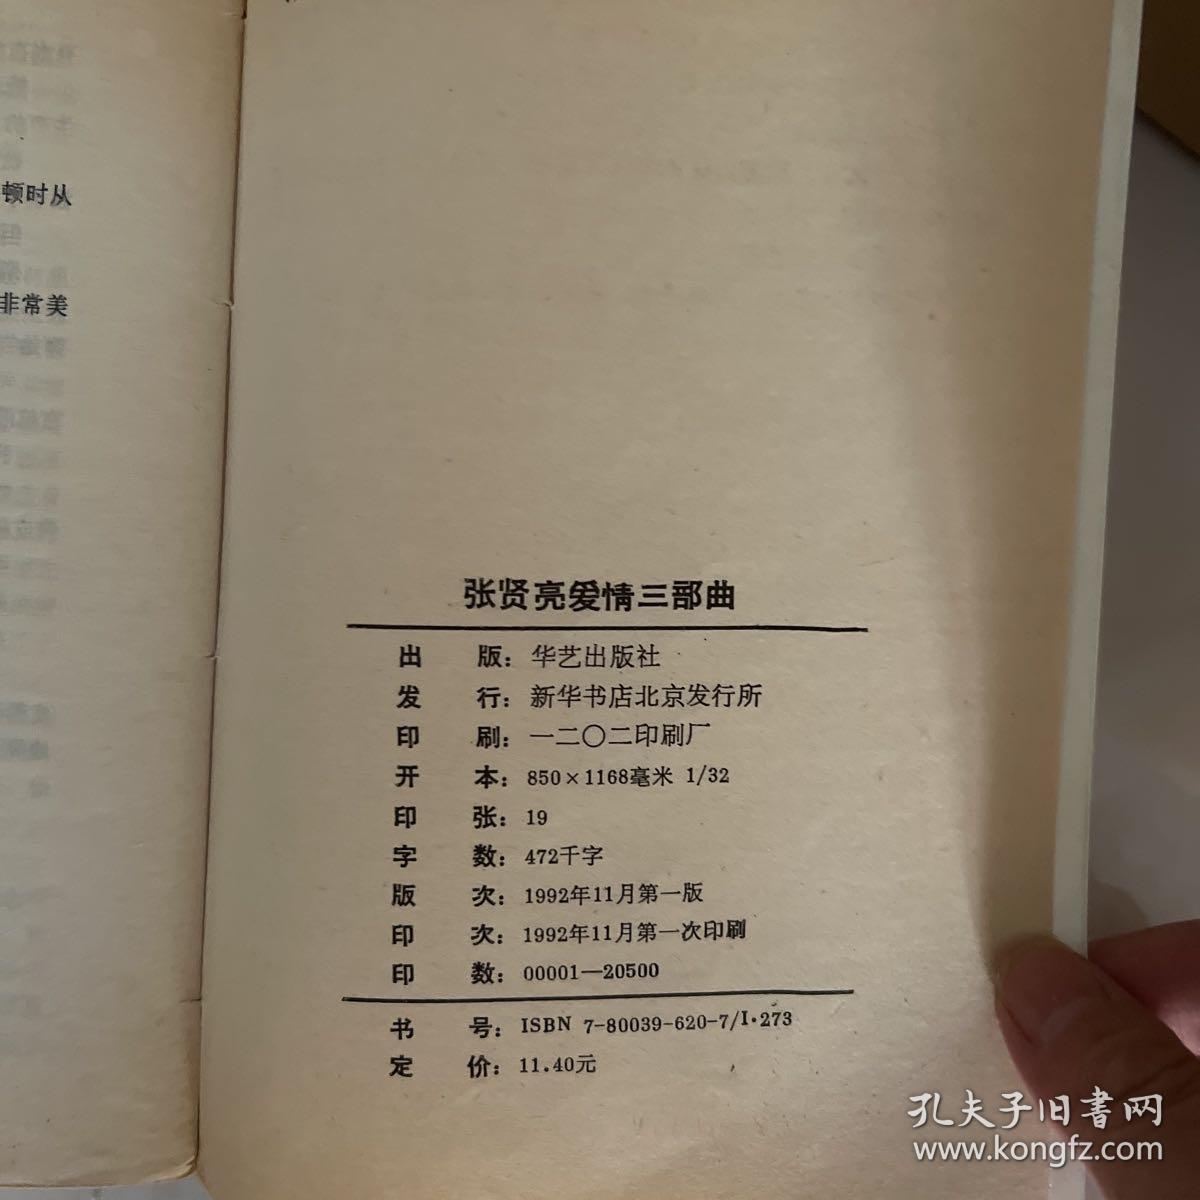 顿时从
非常美
张贤亮爱情三部曲
出 版：华艺出版社
发 行：新华书店北京发行所
印 刷：一二〇二印刷厂
开 本：850×1168毫米 1/32
印 张：19
字 数：472千字
版 次：1992年11月第一版
印 次：1992年11月第一次印刷
印 数：00001—20500
书 号：ISBN 7-80039-620-7/I·273
定 价：11.40元
孔夫子旧書网
www.kongfz.com